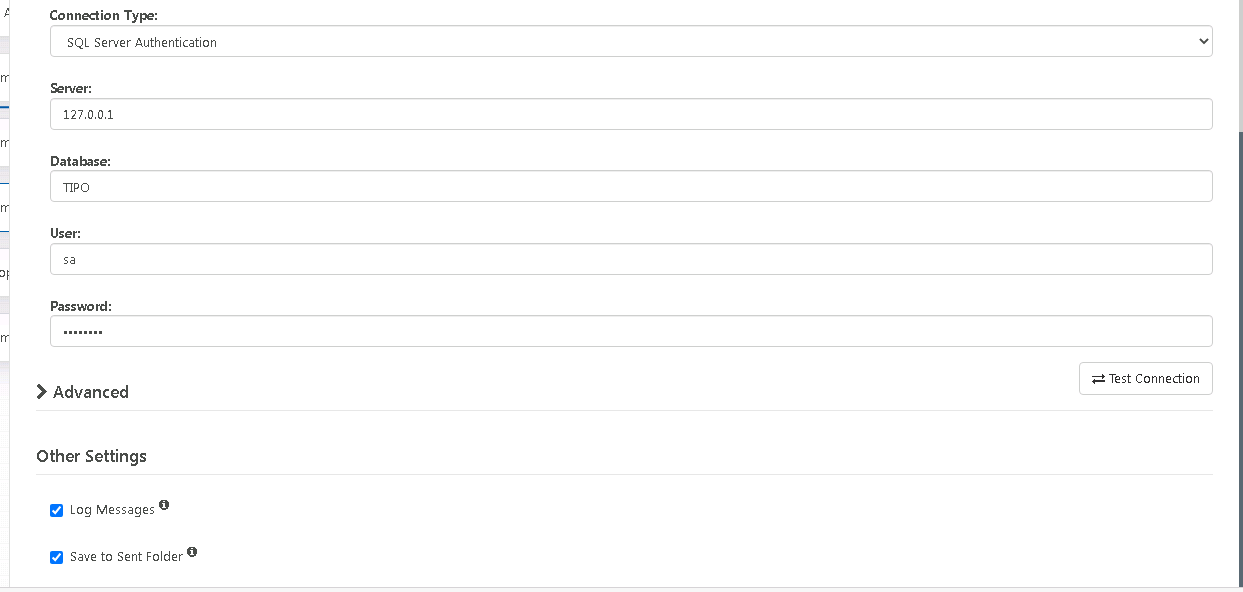 Connection Type:
SQL Server Authentication
Server:
127.0.0.1
Database:
TIPO
User:
sa
Password:
••••••••
Advanced
Test Connection
Other Settings
Log Messages
Save to Sent Folder